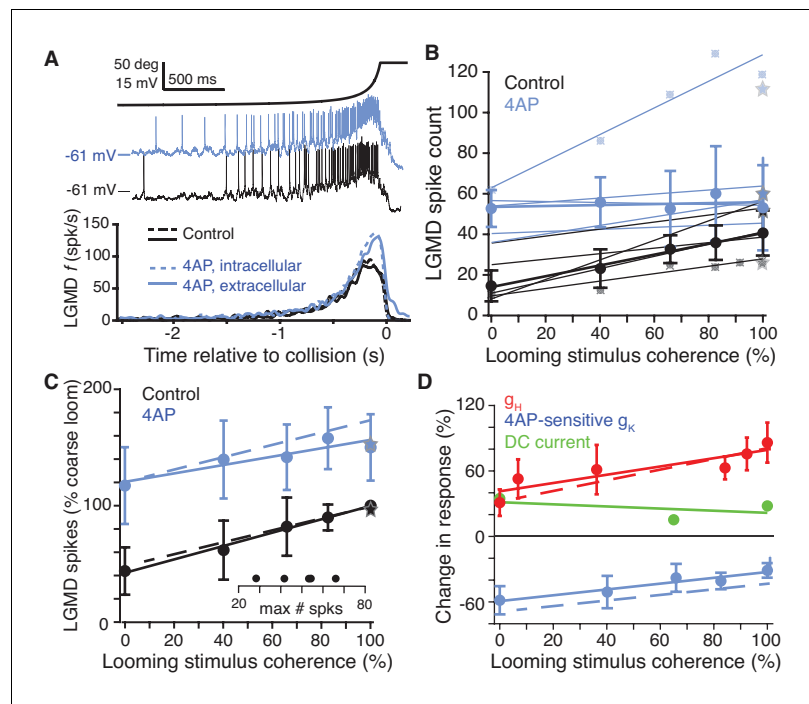 A
50 deg
15 mV
500 ms
-61 mV
-61 mV
LGMD f (spk/s)
150
100
50
0
Control
4AP, intracellular
4AP, extracellular
-2
-1
0
Time relative to collision (s)
B
Control
4AP
LGMD spike count
120
100
80
60
40
20
0
0
20
40
60
80
100
Looming stimulus coherence (%)
C
Control
4AP
LGMD spikes (% coarse loom)
200
100
0
20
80
max # spks
0
20
40
60
80
100
Looming stimulus coherence (%)
D
gH
4AP-sensitive gK
DC current
Change in response (%)
120
60
0
-60
0
20
40
60
80
100
Looming stimulus coherence (%)